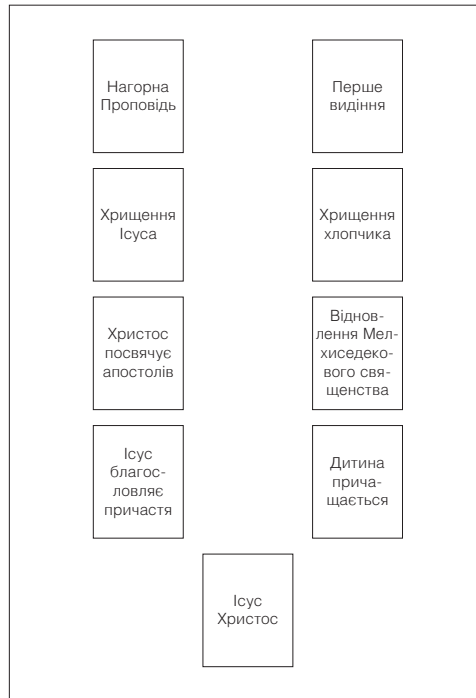 Нагорна
Проповідь
Перше
видіння
Хрищення
Ісуса
Хрищення
хлопчика
Христос
посвячує
апостолів
Віднов-
лення Мел-
хиседеко-
вого свя-
щенства
Ісус
благос-
ловляє
причастя
Дитина
прича-
щається
Ісус
Христос